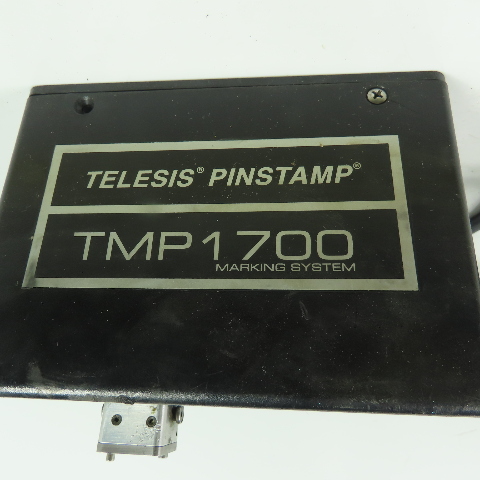 TELESIS® PINSTAMP®
TMP1700
MARKING SYSTEM